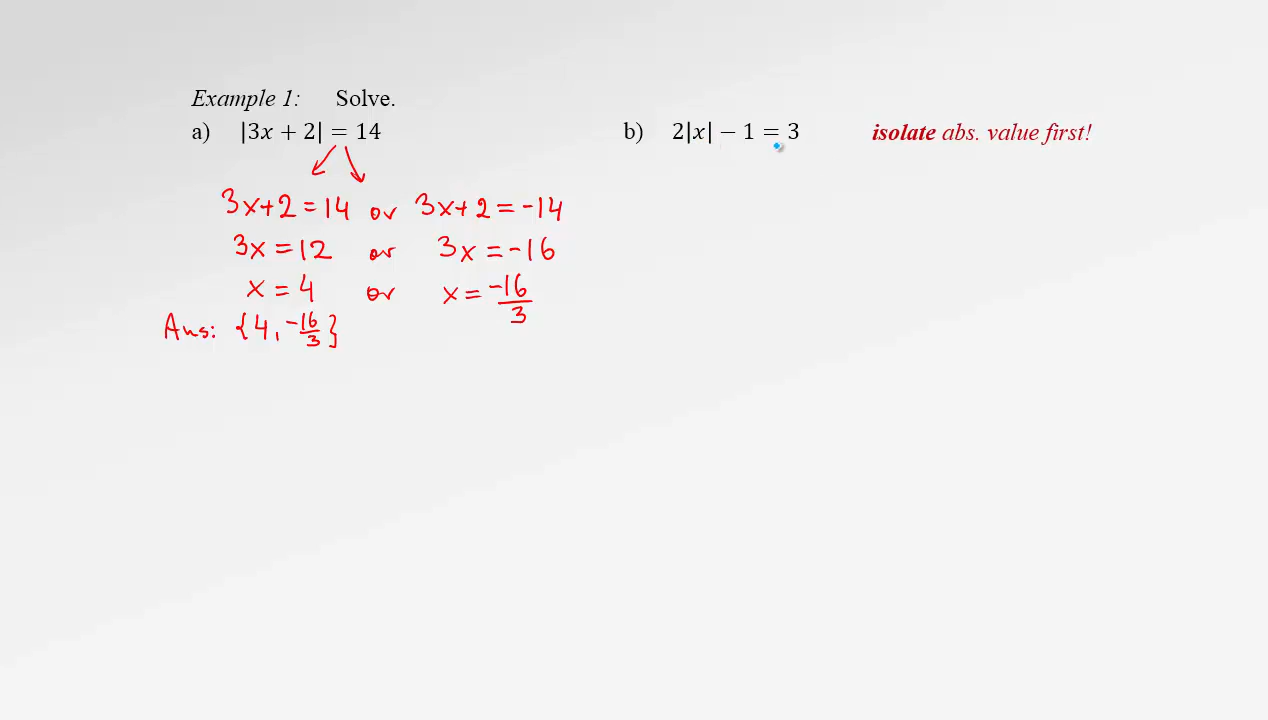 Example 1: Solve.
a) |3x + 2| = 14
3x+2=14 or 3x+2=-14
3x=12 or 3x=-16
x=4 or x=-16/3
Ans: {4, -16/3}
b) 2|x| − 1 = 3 isolate abs. value first!